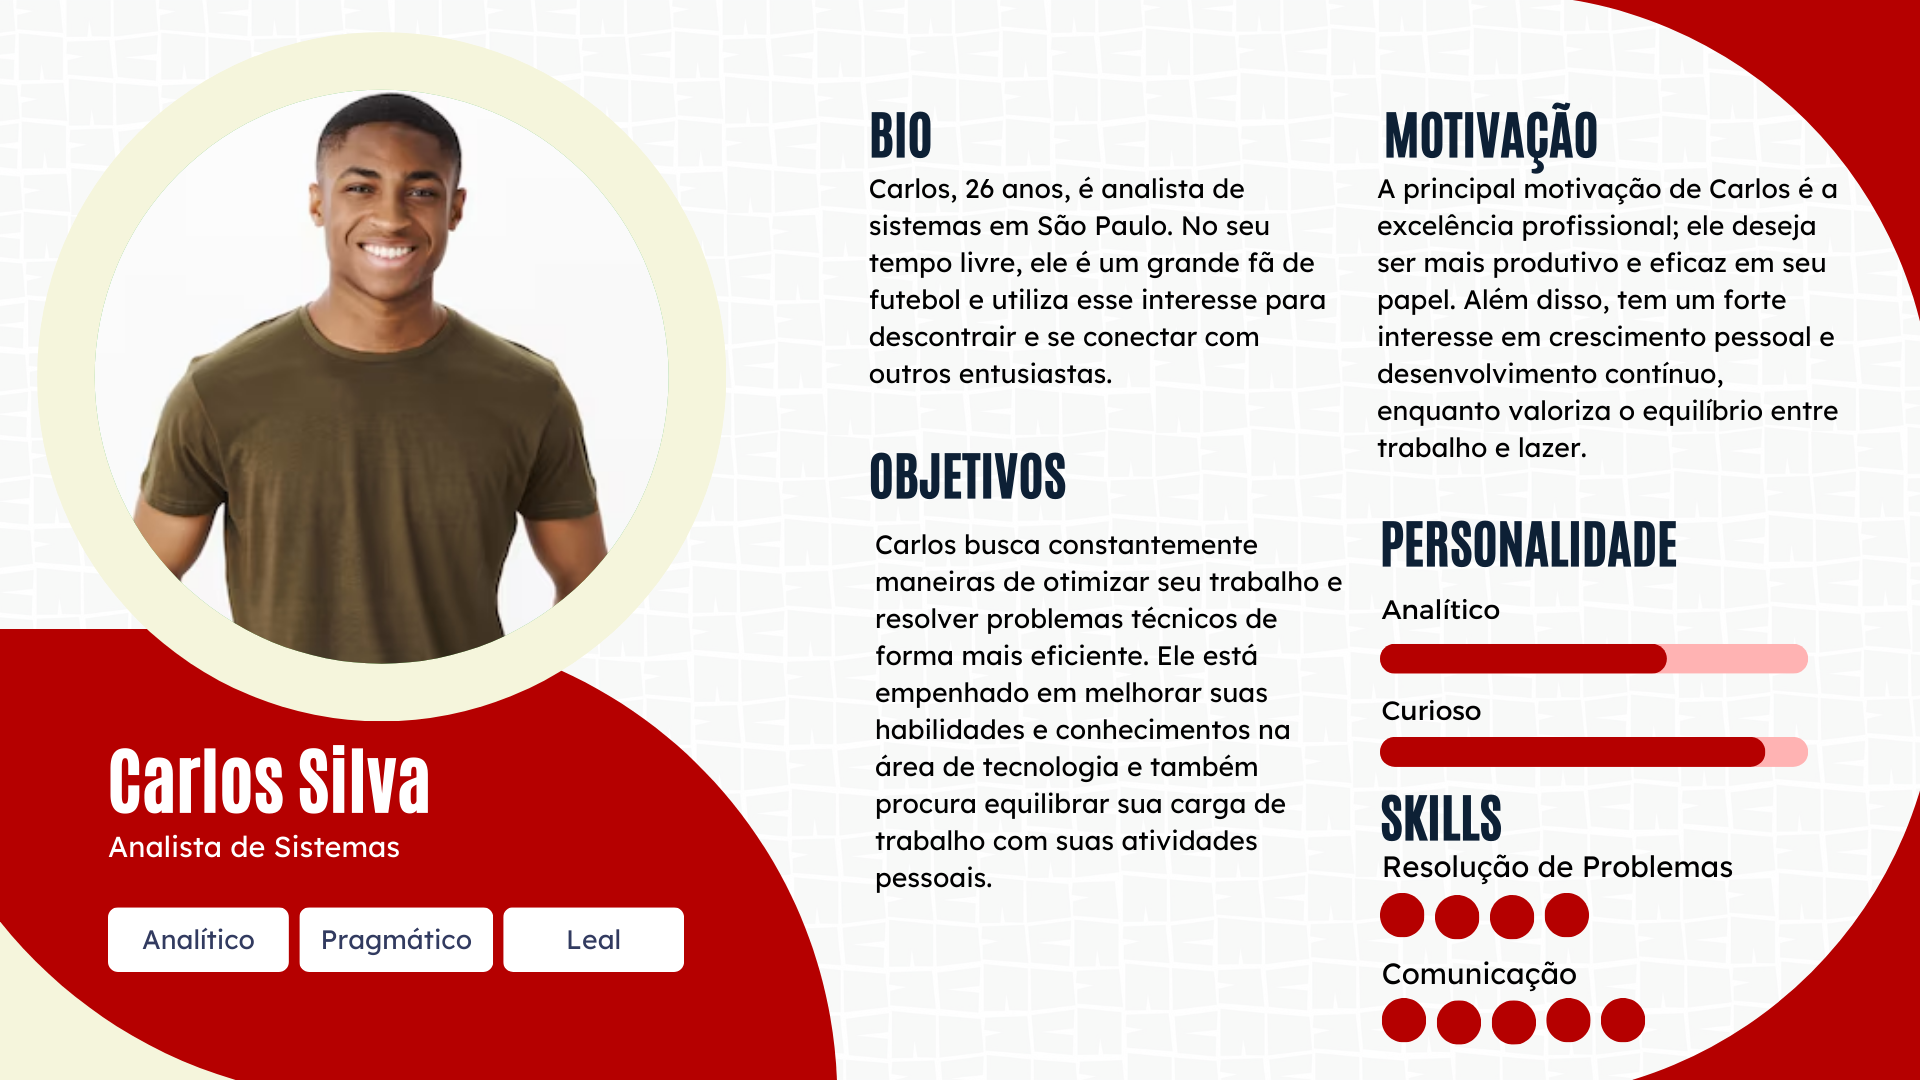 Carlos Silva
Analista de Sistemas
Analítico
Pragmático
Leal
BIO
Carlos, 26 anos, é analista de
sistemas em São Paulo. No seu
tempo livre, ele é um grande fã de
futebol e utiliza esse interesse para
descontrair e se conectar com
outros entusiastas.
OBJETIVOS
Carlos busca constantemente
maneiras de otimizar seu trabalho e
resolver problemas técnicos de
forma mais eficiente. Ele está
empenhado em melhorar suas
habilidades e conhecimentos na
área de tecnologia e também
procura equilibrar sua carga de
trabalho com suas atividades
pessoais.
MOTIVAÇÃO
A principal motivação de Carlos é a
excelência profissional; ele deseja
ser mais produtivo e eficaz em seu
papel. Além disso, tem um forte
interesse em crescimento pessoal e
desenvolvimento contínuo,
enquanto valoriza o equilíbrio entre
trabalho e lazer.
PERSONALIDADE
Analítico
Curioso
SKILLS
Resolução de Problemas
Comunicação